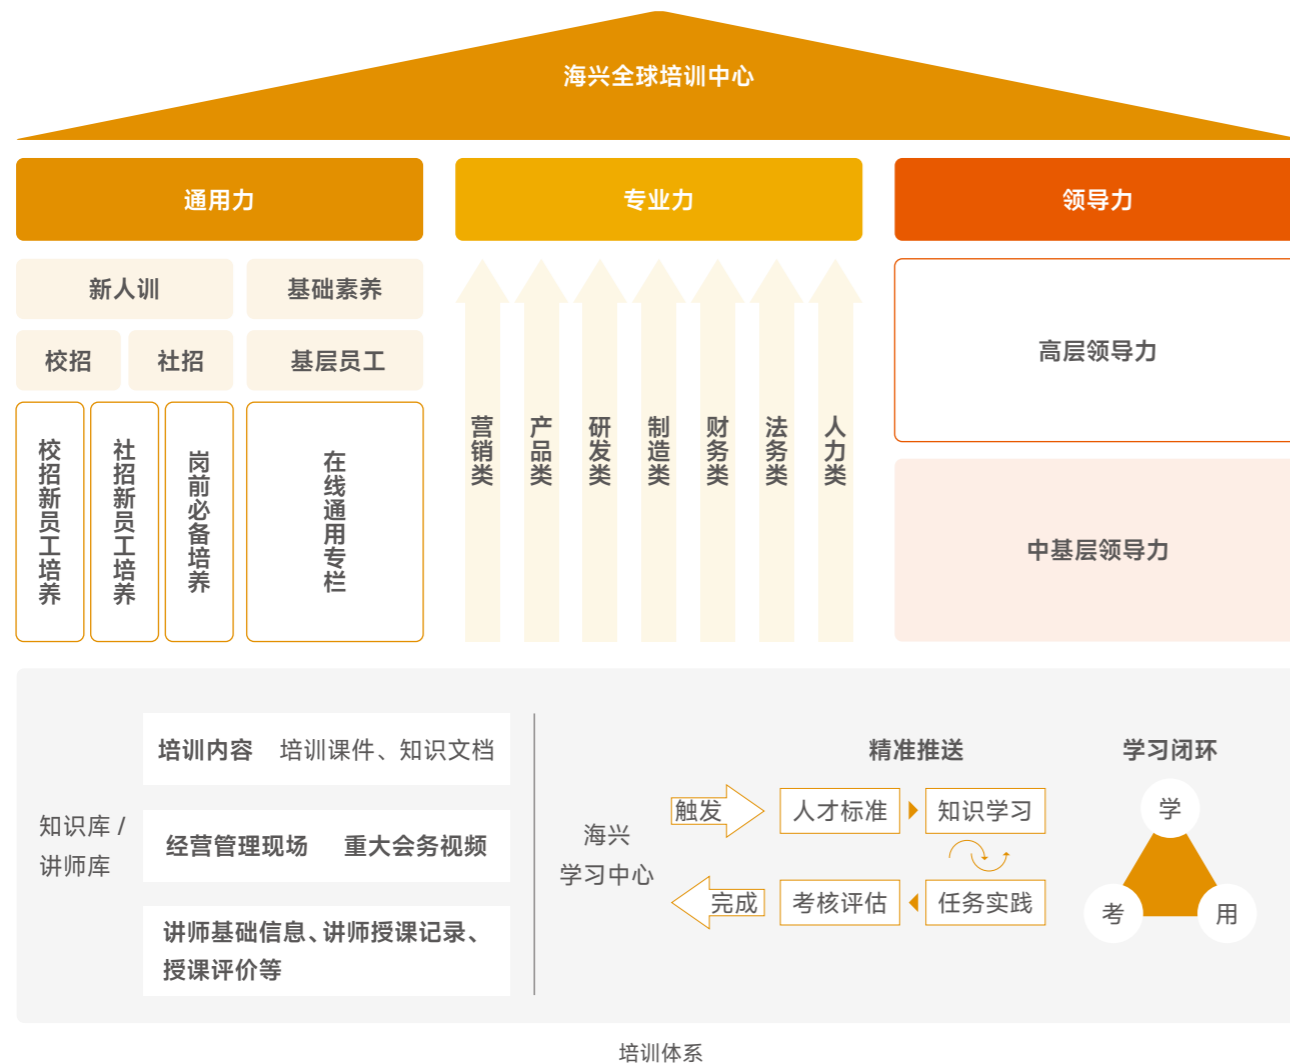 海兴全球培训中心
通用力
专业力
领导力
新人训
基础素养
校招
社招
基层员工
校招新员工培养
社招新员工培养
岗前必备培养
在线通用专栏
营销类
产品类
研发类
制造类
财务类
法务类
人力类
高层领导力
中基层领导力
知识库 /
讲师库
培训内容 培训课件、知识文档
经营管理现场 重大会务视频
讲师基础信息、讲师授课记录、
授课评价等
海兴
学习中心
精准推送
触发
人才标准
知识学习
完成
考核评估
任务实践
学习闭环
学
考
用
培训体系